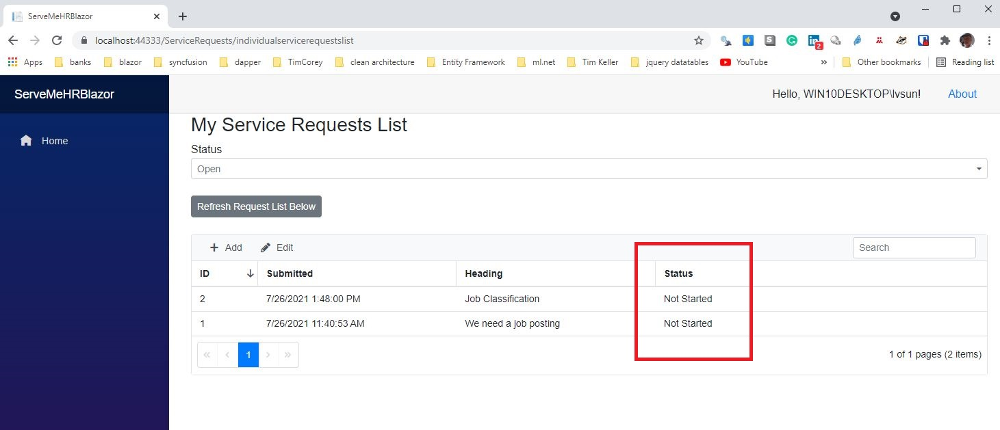 ServeMeHRBlazor
localhost:44333/ServiceRequests/individualservicerequestslist
2
Apps banks blazor syncfusion dapper TimCorey clean architecture Entity Framework ml.net Tim Keller jquery datatables YouTube » Other bookmarks Reading list
ServeMeHRBlazor
Hello, WIN10DESKTOP\lvsun! About
Home
My Service Requests List
Status
Open
Refresh Request List Below
Add Edit Search
ID Submitted Heading Status
2 7/26/2021 1:48:00 PM Job Classification Not Started
1 7/26/2021 11:40:53 AM We need a job posting Not Started
« ‹ 1 › » 1 of 1 pages (2 items)